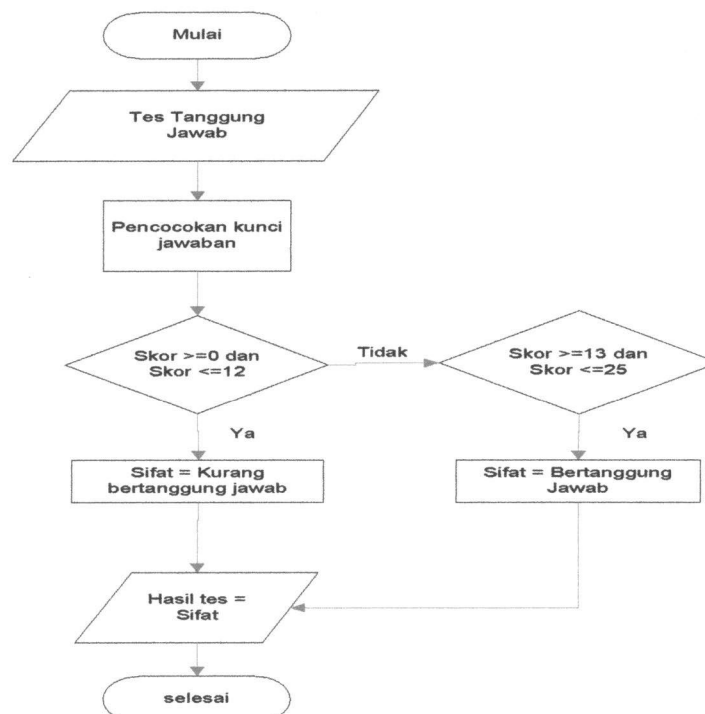 Mulai
Tes Tanggung
Jawab
Pencocokan kunci
jawaban
Skor >=0 dan
Skor <=12
Tidak
Skor >=13 dan
Skor <=25
Ya
Ya
Sifat = Kurang
bertanggung jawab
Sifat = Bertanggung
Jawab
Hasil tes =
Sifat
selesai